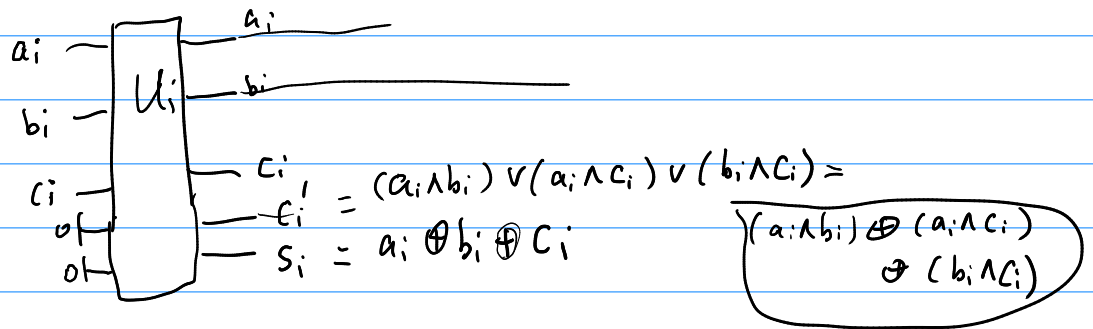 aᵢ
aᵢ
Uᵢ
bᵢ
bᵢ
cᵢ
cᵢ
cᵢ' = (aᵢ∧bᵢ) ∨ (aᵢ∧cᵢ) ∨ (bᵢ∧cᵢ) =
(aᵢ∧bᵢ) ⊕ (aᵢ∧cᵢ)
⊕ (bᵢ∧cᵢ)
0
sᵢ = aᵢ ⊕ bᵢ ⊕ cᵢ
0